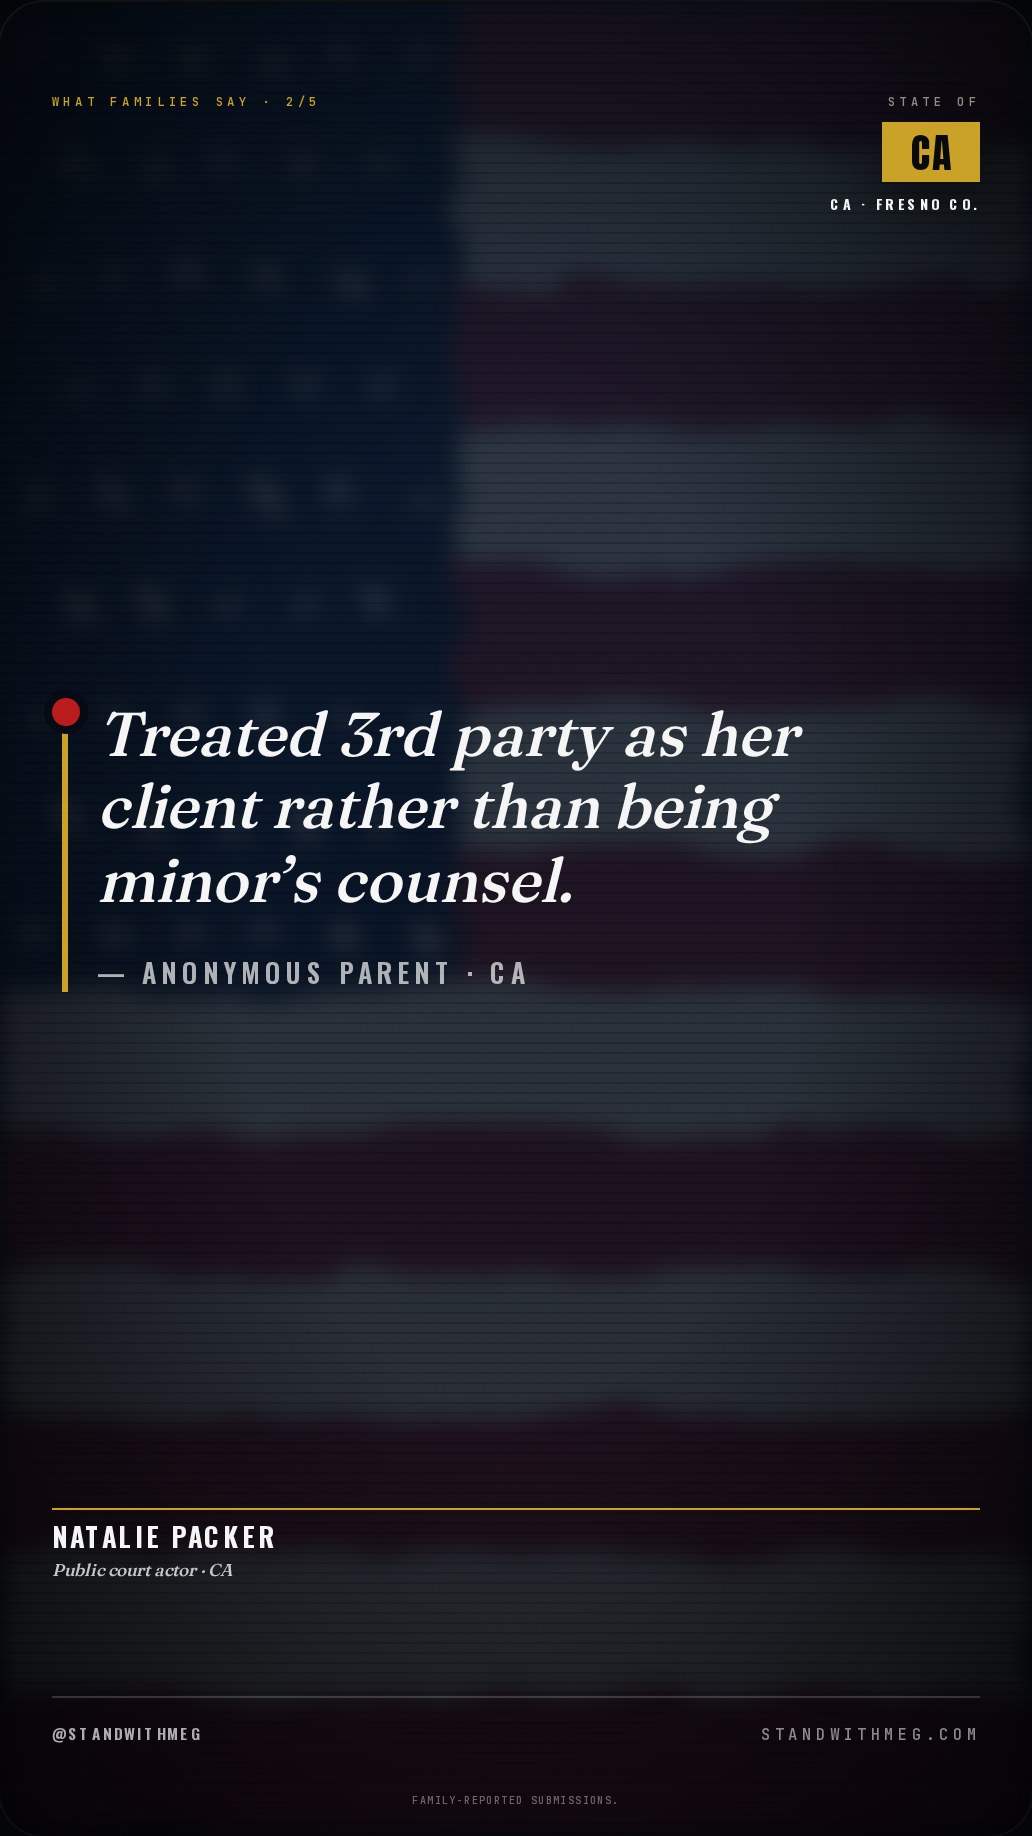 WHAT FAMILIES SAY · 2/5
STATE OF
CA
CA · FRESNO CO.
Treated 3rd party as her
client rather than being
minor’s counsel.
— ANONYMOUS PARENT · CA
NATALIE PACKER
Public court actor · CA
@STANDWITHMEG
STANDWITHMEG.COM
FAMILY-REPORTED SUBMISSIONS.